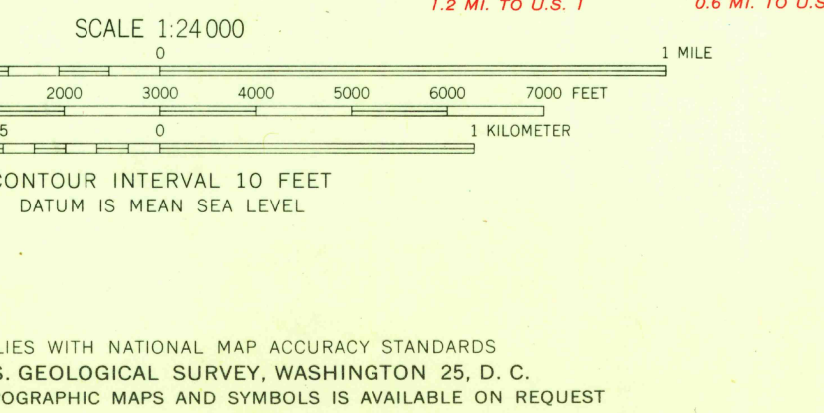 1.2 MI. TO U.S. 1 0.6 MI. TO U.S
SCALE 1:24000
0 1 MILE
2000 3000 4000 5000 6000 7000 FEET
5 0 1 KILOMETER
CONTOUR INTERVAL 10 FEET
DATUM IS MEAN SEA LEVEL
LIES WITH NATIONAL MAP ACCURACY STANDARDS
S. GEOLOGICAL SURVEY, WASHINGTON 25, D. C.
OGRAPHIC MAPS AND SYMBOLS IS AVAILABLE ON REQUEST